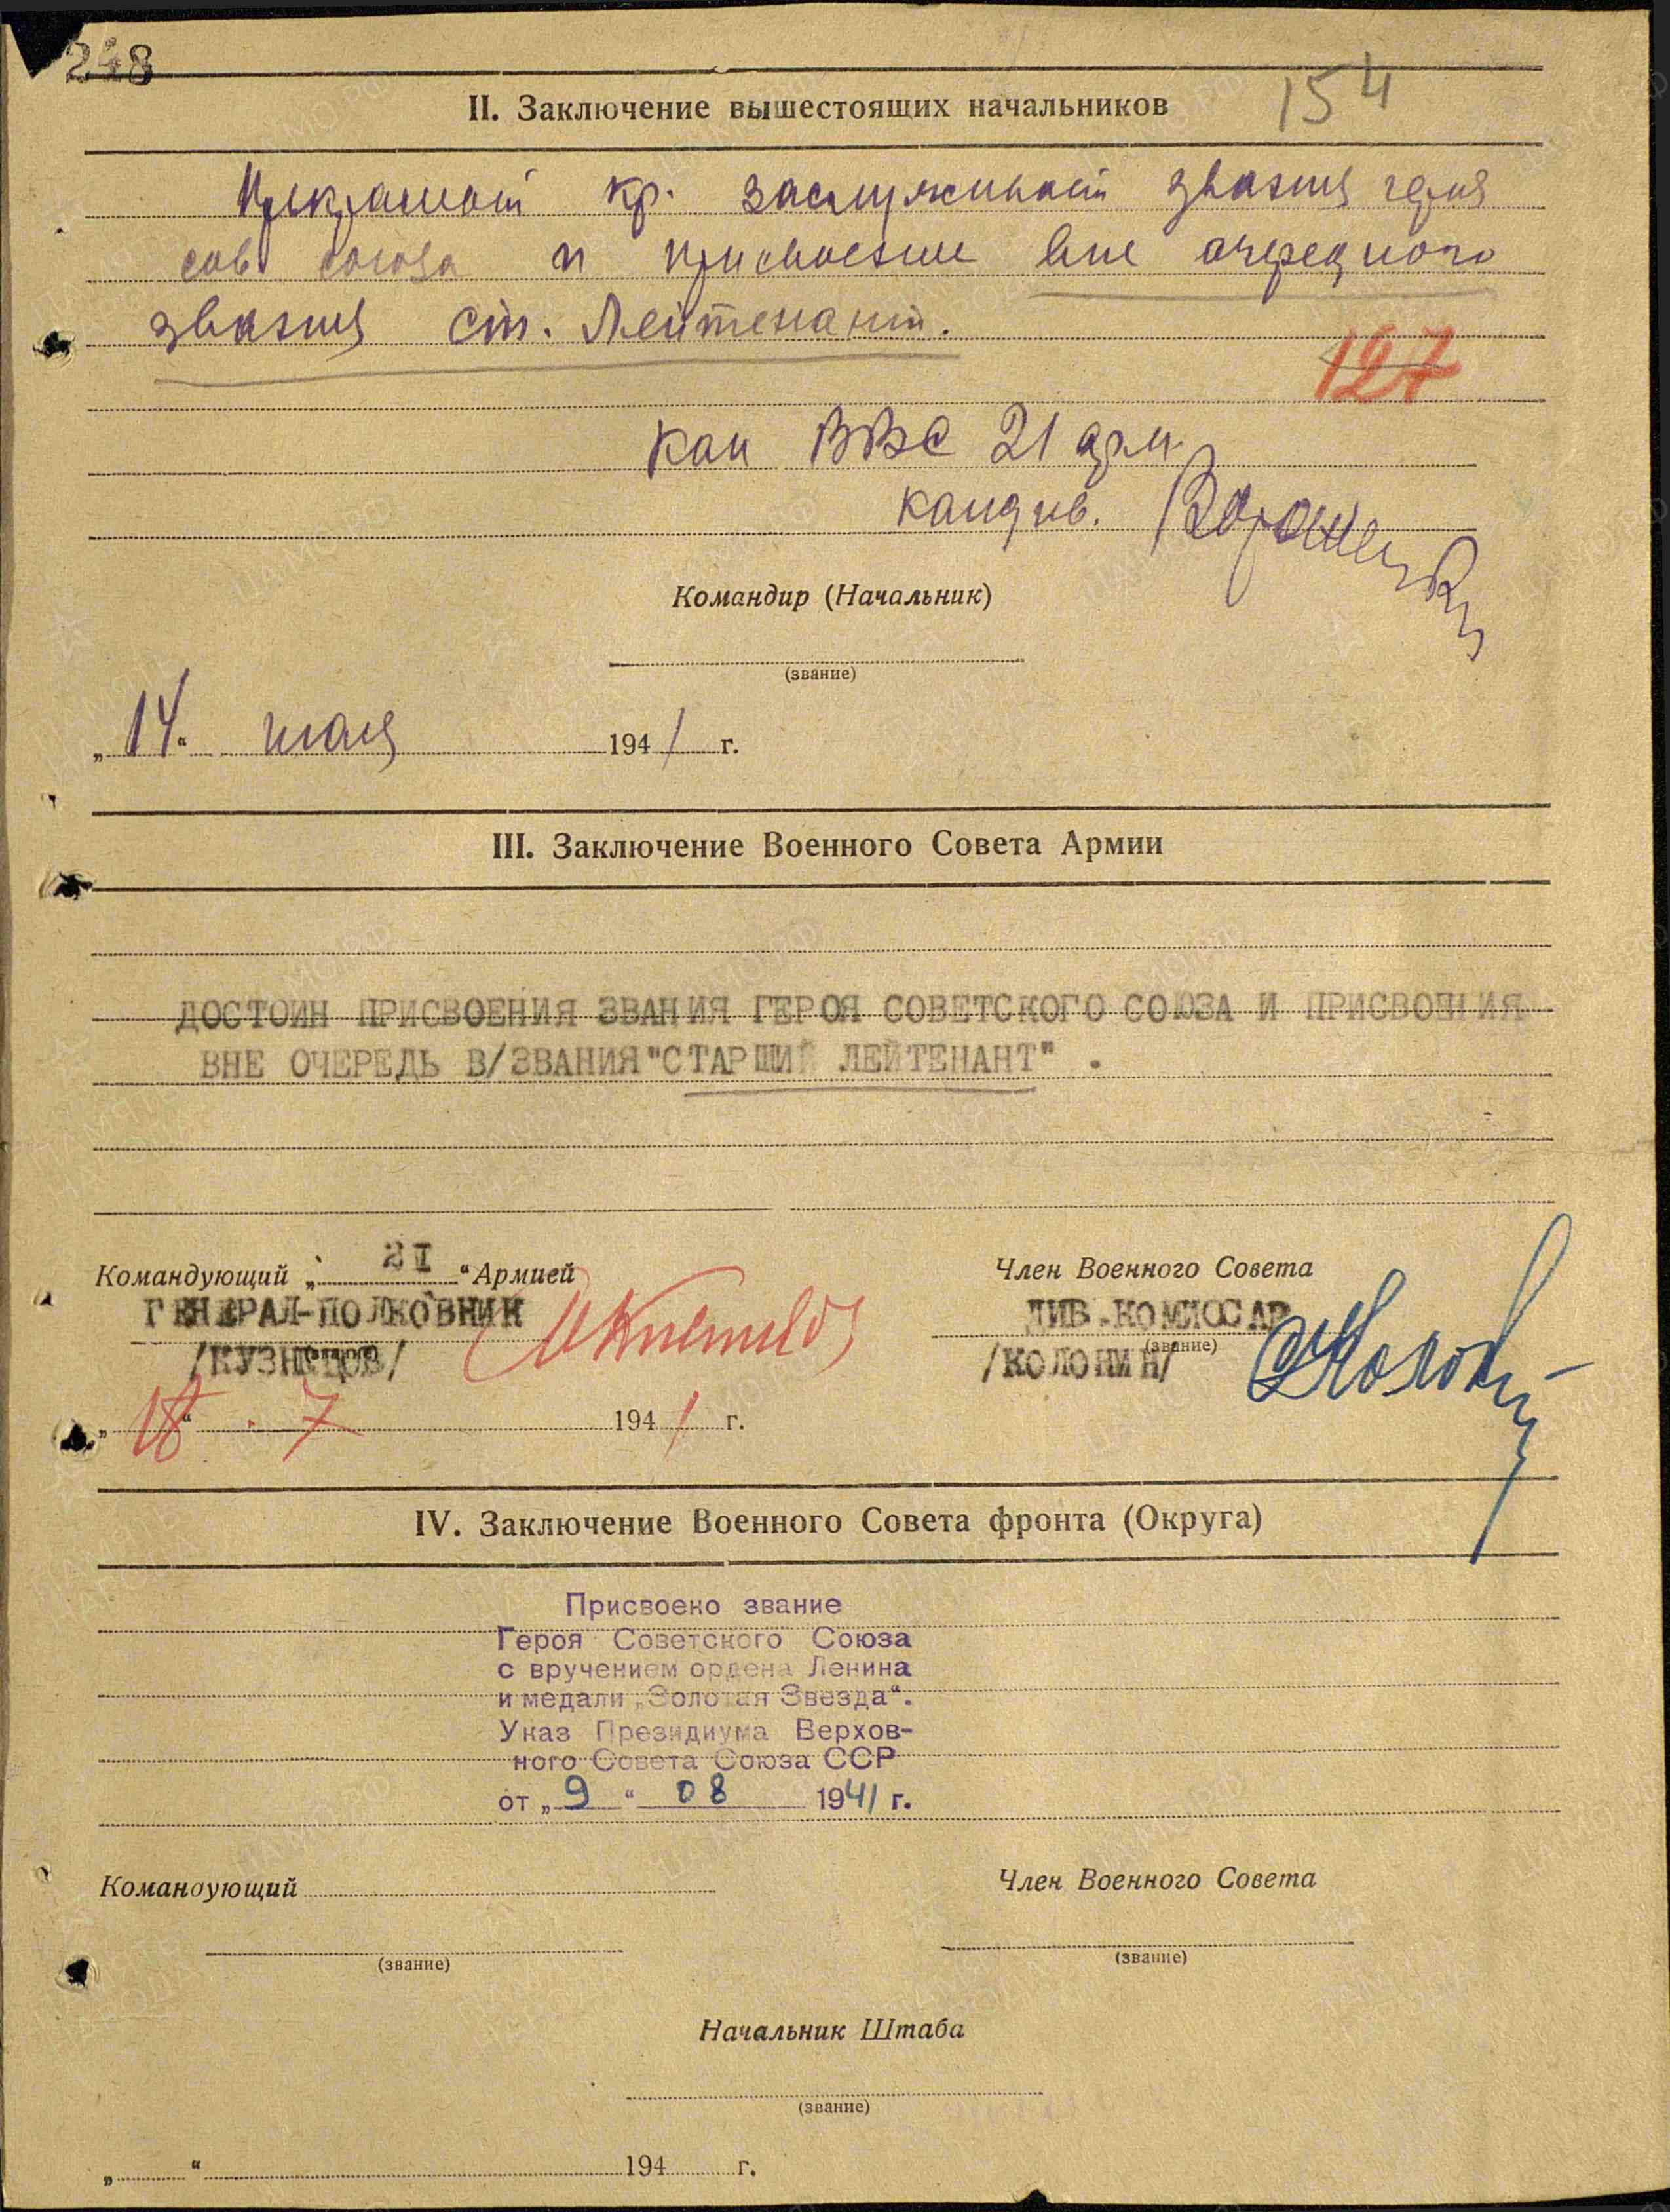 248
154
II. Заключение вышестоящих начальников
кр. заслуживает звания героя
сов союза и присвоение вне очередного
звания ст. Лейтенант.
127
Ком ВВС 21 арм
комдив.
Командир (Начальник)
(звание)
„14“ июля 1941 г.
III. Заключение Военного Совета Армии
ДОСТОИН ПРИСВОЕНИЯ ЗВАНИЯ ГЕРОЯ СОВЕТСКОГО СОЮЗА И ПРИСВОЕНИЯ
ВНЕ ОЧЕРЕДЬ В/ЗВАНИЯ "СТАРШИЙ ЛЕЙТЕНАНТ" .
Командующий „ 21 “ Армией
Член Военного Совета
ГЕНЕРАЛ-ПОЛКОВНИК
ДИВ.КОМИССАР
(звание)
/КУЗНЕЦОВ/
/КОЛОНИН/
7 1941 г.
IV. Заключение Военного Совета фронта (Округа)
Присвоено звание
Героя Советского Союза
с вручением ордена Ленина
и медали „Золотая Звезда“.
Указ Президиума Верхов-
ного Совета Союза ССР
от „9“ 08 1941 г.
Командующий
Член Военного Совета
(звание)
(звание)
Начальник Штаба
(звание)
„ “ 194 г.